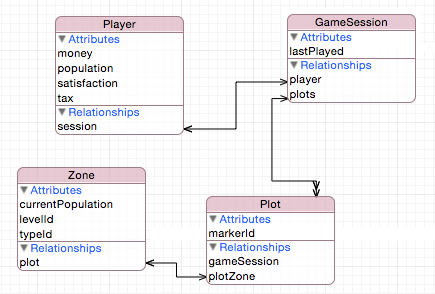 Player
Attributes
money
population
satisfaction
tax
Relationships
session
GameSession
Attributes
lastPlayed
Relationships
player
plots
Zone
Attributes
currentPopulation
levelId
typeId
Relationships
plot
Plot
Attributes
markerId
Relationships
gameSession
plotZone